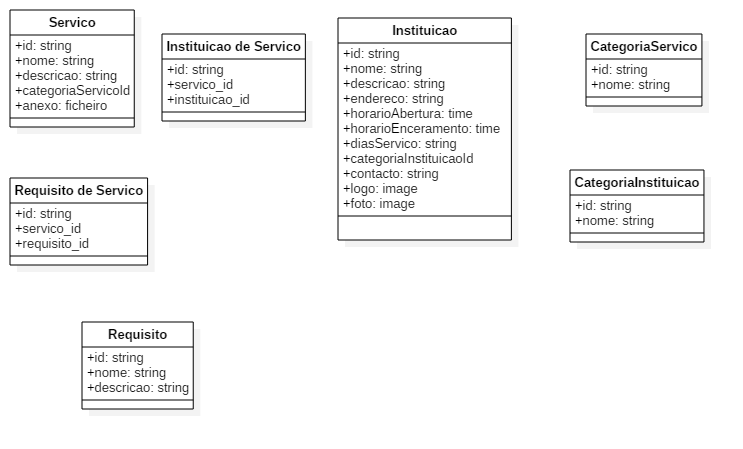 Servico
+id: string
+nome: string
+descricao: string
+categoriaServicoId
+anexo: ficheiro
Instituicao de Servico
+id: string
+servico_id
+instituicao_id
Instituicao
+id: string
+nome: string
+descricao: string
+endereco: string
+horarioAbertura: time
+horarioEnceramento: time
+diasServico: string
+categoriaInstituicaoId
+contacto: string
+logo: image
+foto: image
CategoriaServico
+id: string
+nome: string
Requisito de Servico
+id: string
+servico_id
+requisito_id
CategoriaInstituicao
+id: string
+nome: string
Requisito
+id: string
+nome: string
+descricao: string